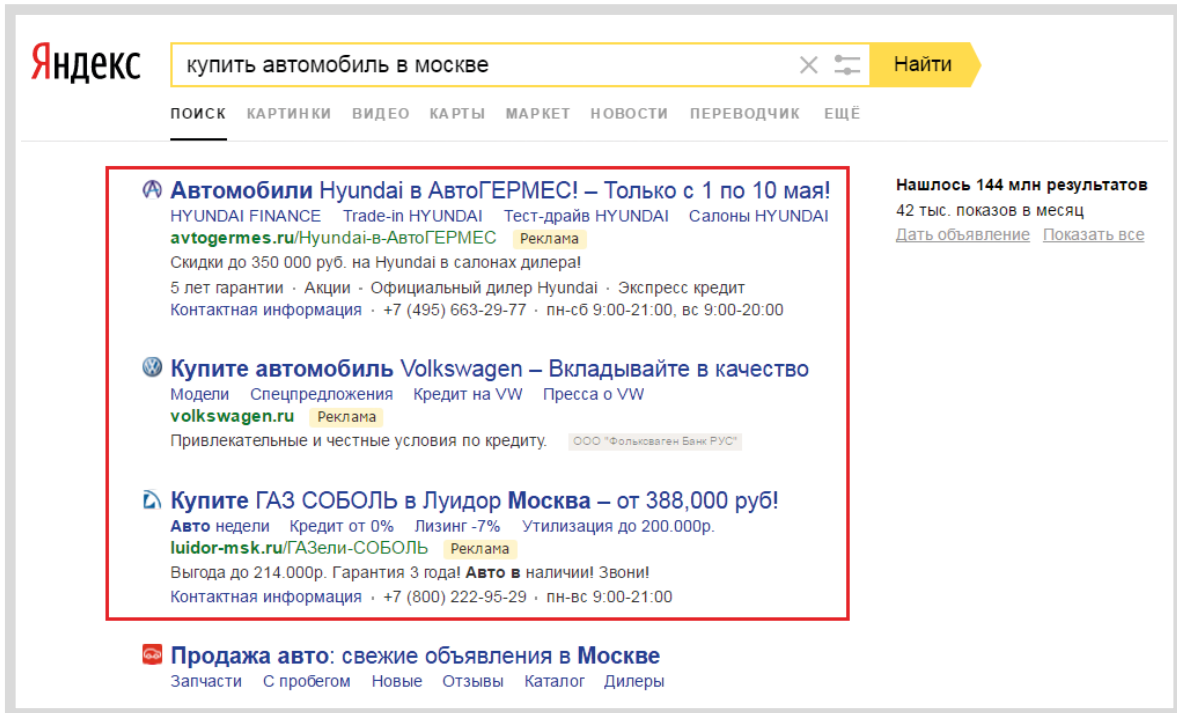 Яндекс
купить автомобиль в москве
Найти
ПОИСК КАРТИНКИ ВИДЕО КАРТЫ МАРКЕТ НОВОСТИ ПЕРЕВОДЧИК ЕЩЁ
Автомобили Hyundai в АвтоГЕРМЕС! – Только с 1 по 10 мая!
HYUNDAI FINANCE Trade-in HYUNDAI Тест-драйв HYUNDAI Салоны HYUNDAI
avtogermes.ru/Hyundai-в-АвтоГЕРМЕС Реклама
Скидки до 350 000 руб. на Hyundai в салонах дилера!
5 лет гарантии · Акции · Официальный дилер Hyundai · Экспресс кредит
Контактная информация · +7 (495) 663-29-77 · пн-сб 9:00-21:00, вс 9:00-20:00
Купите автомобиль Volkswagen – Вкладывайте в качество
Модели Спецпредложения Кредит на VW Пресса о VW
volkswagen.ru Реклама
Привлекательные и честные условия по кредиту. ООО "Фольксваген Банк РУС"
Купите ГАЗ СОБОЛЬ в Луидор Москва – от 388,000 руб!
Авто недели Кредит от 0% Лизинг -7% Утилизация до 200.000р.
luidor-msk.ru/ГАЗели-СОБОЛЬ Реклама
Выгода до 214.000р. Гарантия 3 года! Авто в наличии! Звони!
Контактная информация · +7 (800) 222-95-29 · пн-вс 9:00-21:00
Продажа авто: свежие объявления в Москве
Запчасти С пробегом Новые Отзывы Каталог Дилеры
Нашлось 144 млн результатов
42 тыс. показов в месяц
Дать объявление Показать все